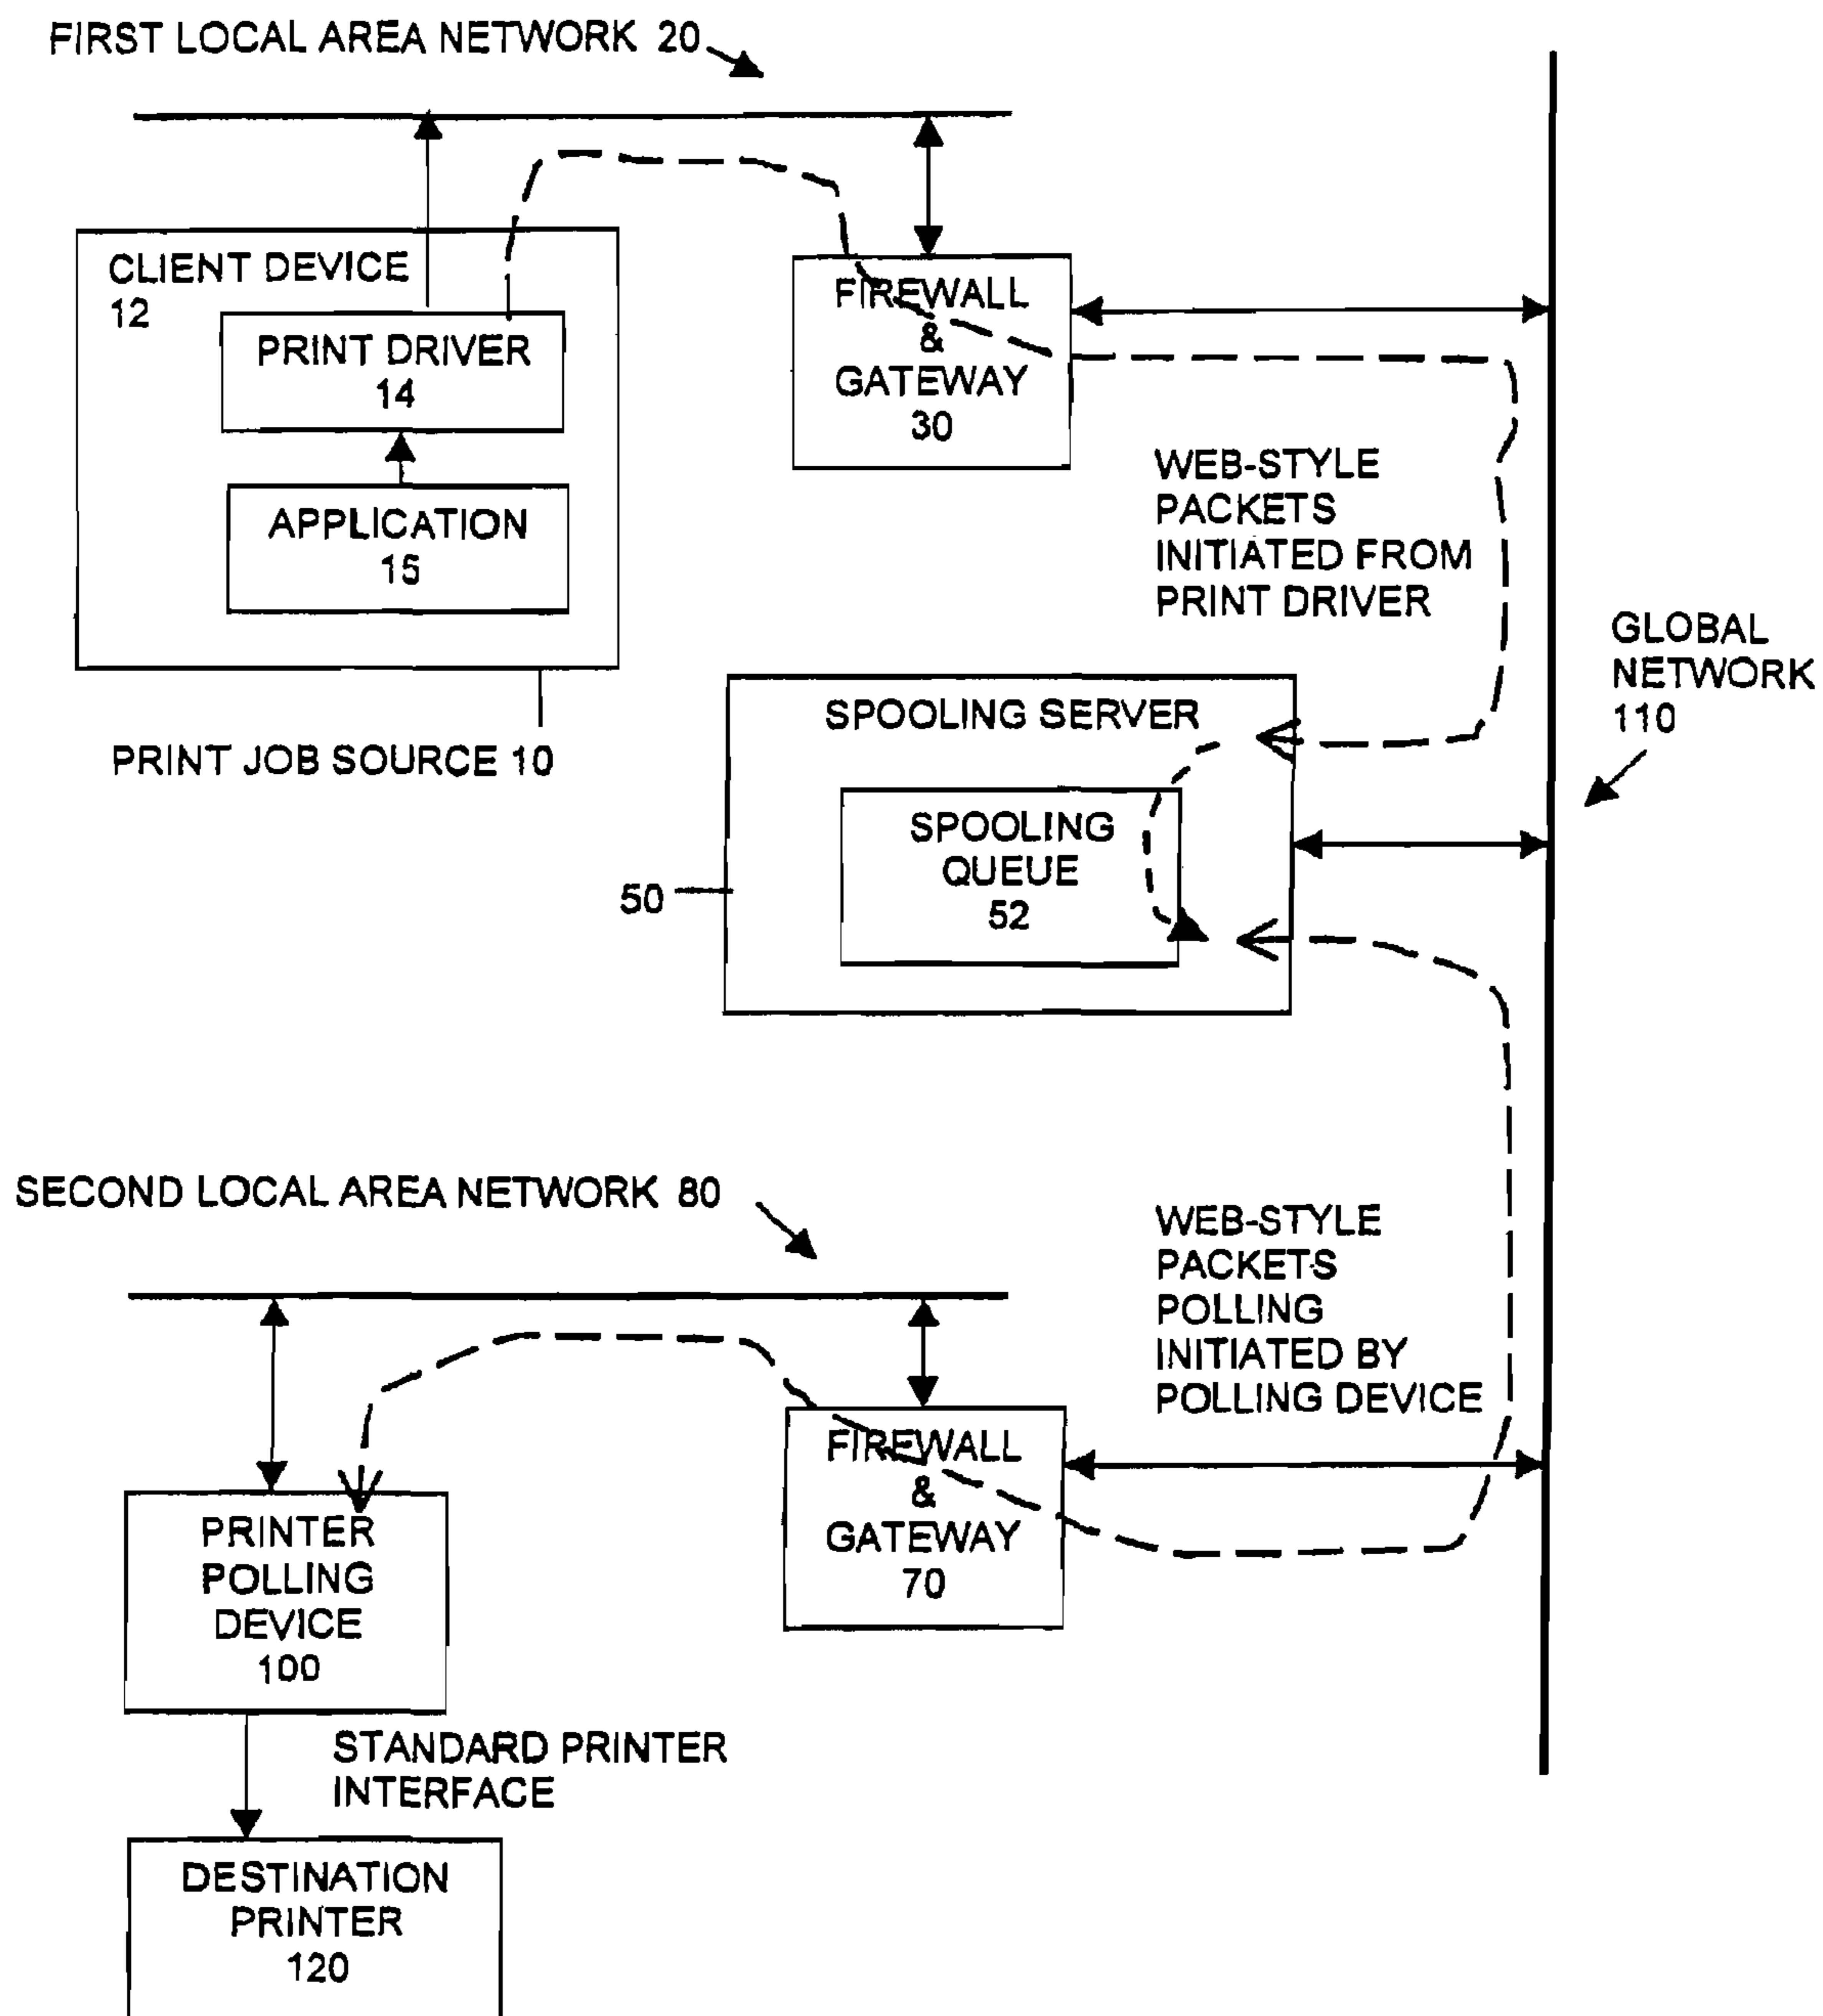 FIRST LOCAL AREA NETWORK 20
CLIENT DEVICE
12
PRINT DRIVER
14
APPLICATION
15
PRINT JOB SOURCE 10
FIREWALL
&
GATEWAY
30
WEB-STYLE
PACKETS
INITIATED FROM
PRINT DRIVER
GLOBAL
NETWORK
110
SPOOLING SERVER
SPOOLING
QUEUE
52
50
SECOND LOCAL AREA NETWORK 80
WEB-STYLE
PACKETS
POLLING
INITIATED BY
POLLING DEVICE
FIREWALL
&
GATEWAY
70
PRINTER
POLLING
DEVICE
100
STANDARD PRINTER
INTERFACE
DESTINATION
PRINTER
120